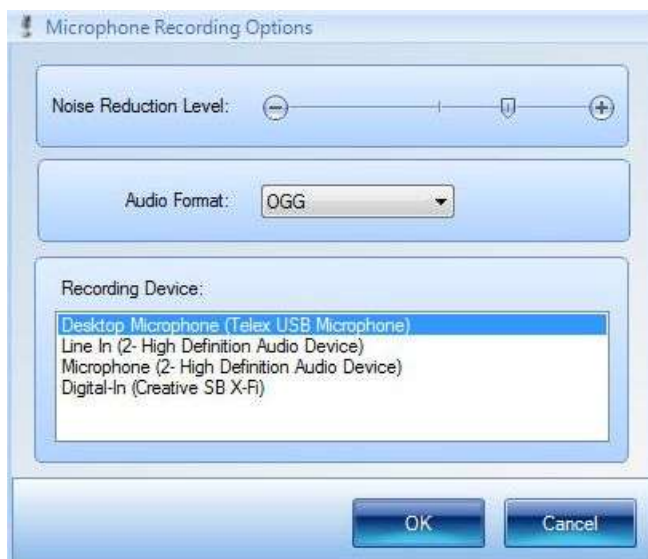 Microphone Recording Options
Noise Reduction Level:
Audio Format: OGG
Recording Device:
Desktop Microphone (Telex USB Microphone)
Line In (2- High Definition Audio Device)
Microphone (2- High Definition Audio Device)
Digital-In (Creative SB X-Fi)
OK Cancel